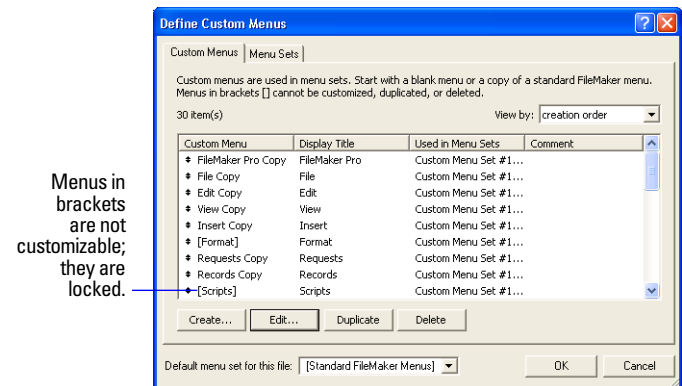 Define Custom Menus
Custom Menus Menu Sets
Custom menus are used in menu sets. Start with a blank menu or a copy of a standard FileMaker menu.
Menus in brackets [] cannot be customized, duplicated, or deleted.
30 item(s) View by: creation order
Custom Menu Display Title Used in Menu Sets Comment
FileMaker Pro Copy FileMaker Pro Custom Menu Set #1...
File Copy File Custom Menu Set #1...
Edit Copy Edit Custom Menu Set #1...
View Copy View Custom Menu Set #1...
Insert Copy Insert Custom Menu Set #1...
[Format] Format Custom Menu Set #1...
Requests Copy Requests Custom Menu Set #1...
Records Copy Records Custom Menu Set #1...
[Scripts] Scripts Custom Menu Set #1...
Create... Edit... Duplicate Delete
Default menu set for this file: [Standard FileMaker Menus] OK Cancel
Menus in
brackets
are not
customizable;
they are
locked.